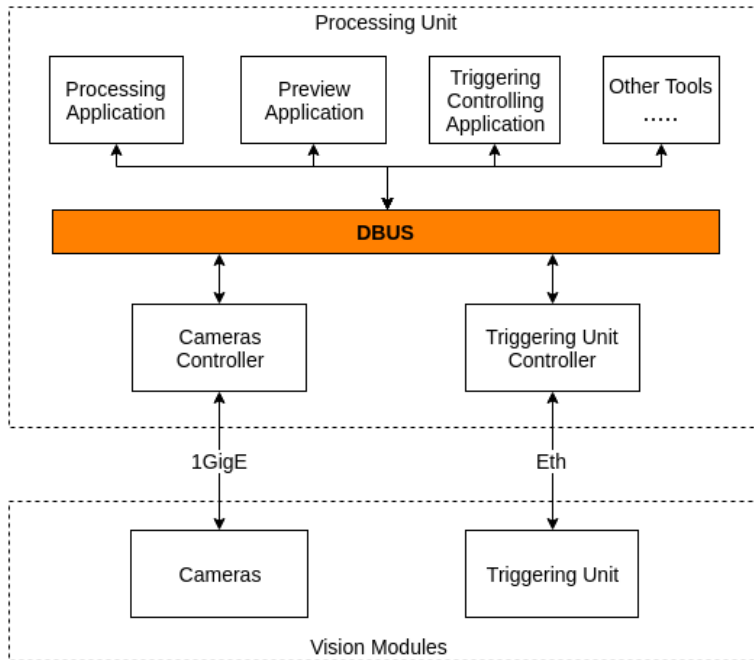 Processing Unit
Processing
Application
Preview
Application
Triggering
Controlling
Application
Other Tools
.....
DBUS
Cameras
Controller
Triggering Unit
Controller
1GigE
Eth
Cameras
Triggering Unit
Vision Modules